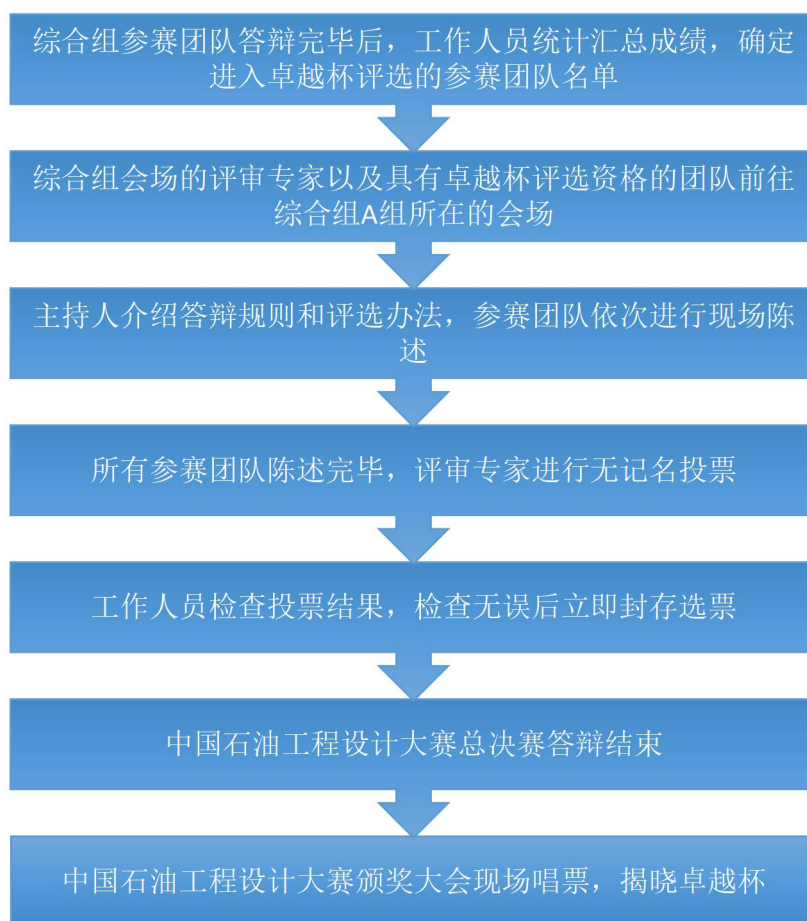 综合组参赛团队答辩完毕后，工作人员统计汇总成绩，确定
进入卓越杯评选的参赛团队名单
综合组会场的评审专家以及具有卓越杯评选资格的团队前往
综合组A组所在的会场
主持人介绍答辩规则和评选办法，参赛团队依次进行现场陈
述
所有参赛团队陈述完毕，评审专家进行无记名投票
工作人员检查投票结果，检查无误后立即封存选票
中国石油工程设计大赛总决赛答辩结束
中国石油工程设计大赛颁奖大会现场唱票，揭晓卓越杯